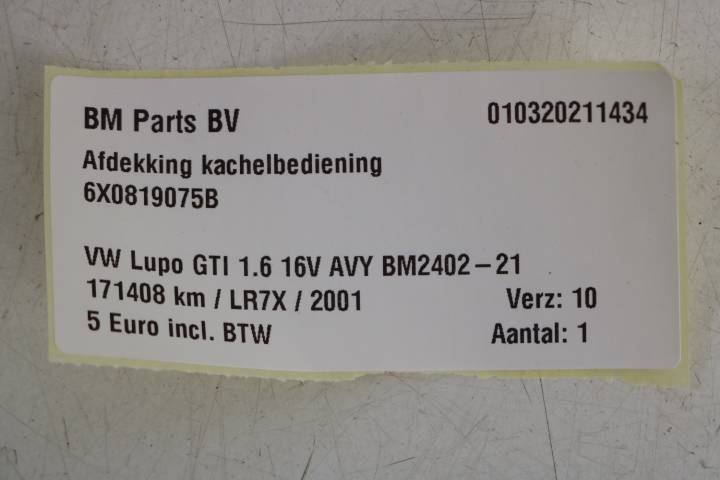 BM Parts BV 010320211434
Afdekking kachelbediening
6X0819075B
VW Lupo GTI 1.6 16V AVY BM2402-21
171408 km / LR7X / 2001 Verz: 10
5 Euro incl. BTW Aantal: 1